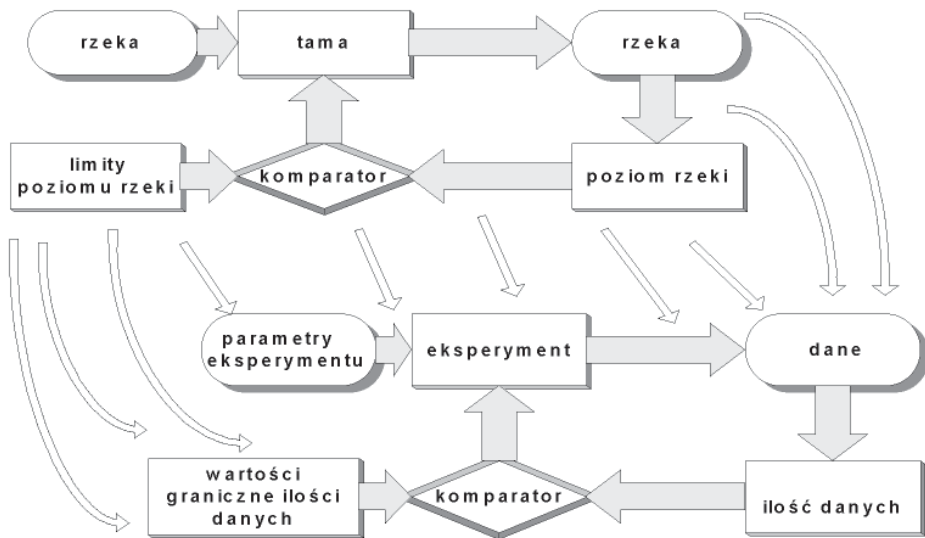 rzeka
tama
rzeka
limity
poziomu rzeki
komparator
poziom rzeki
parametry
eksperymentu
eksperyment
dane
wartości
graniczne ilości
danych
komparator
ilość danych